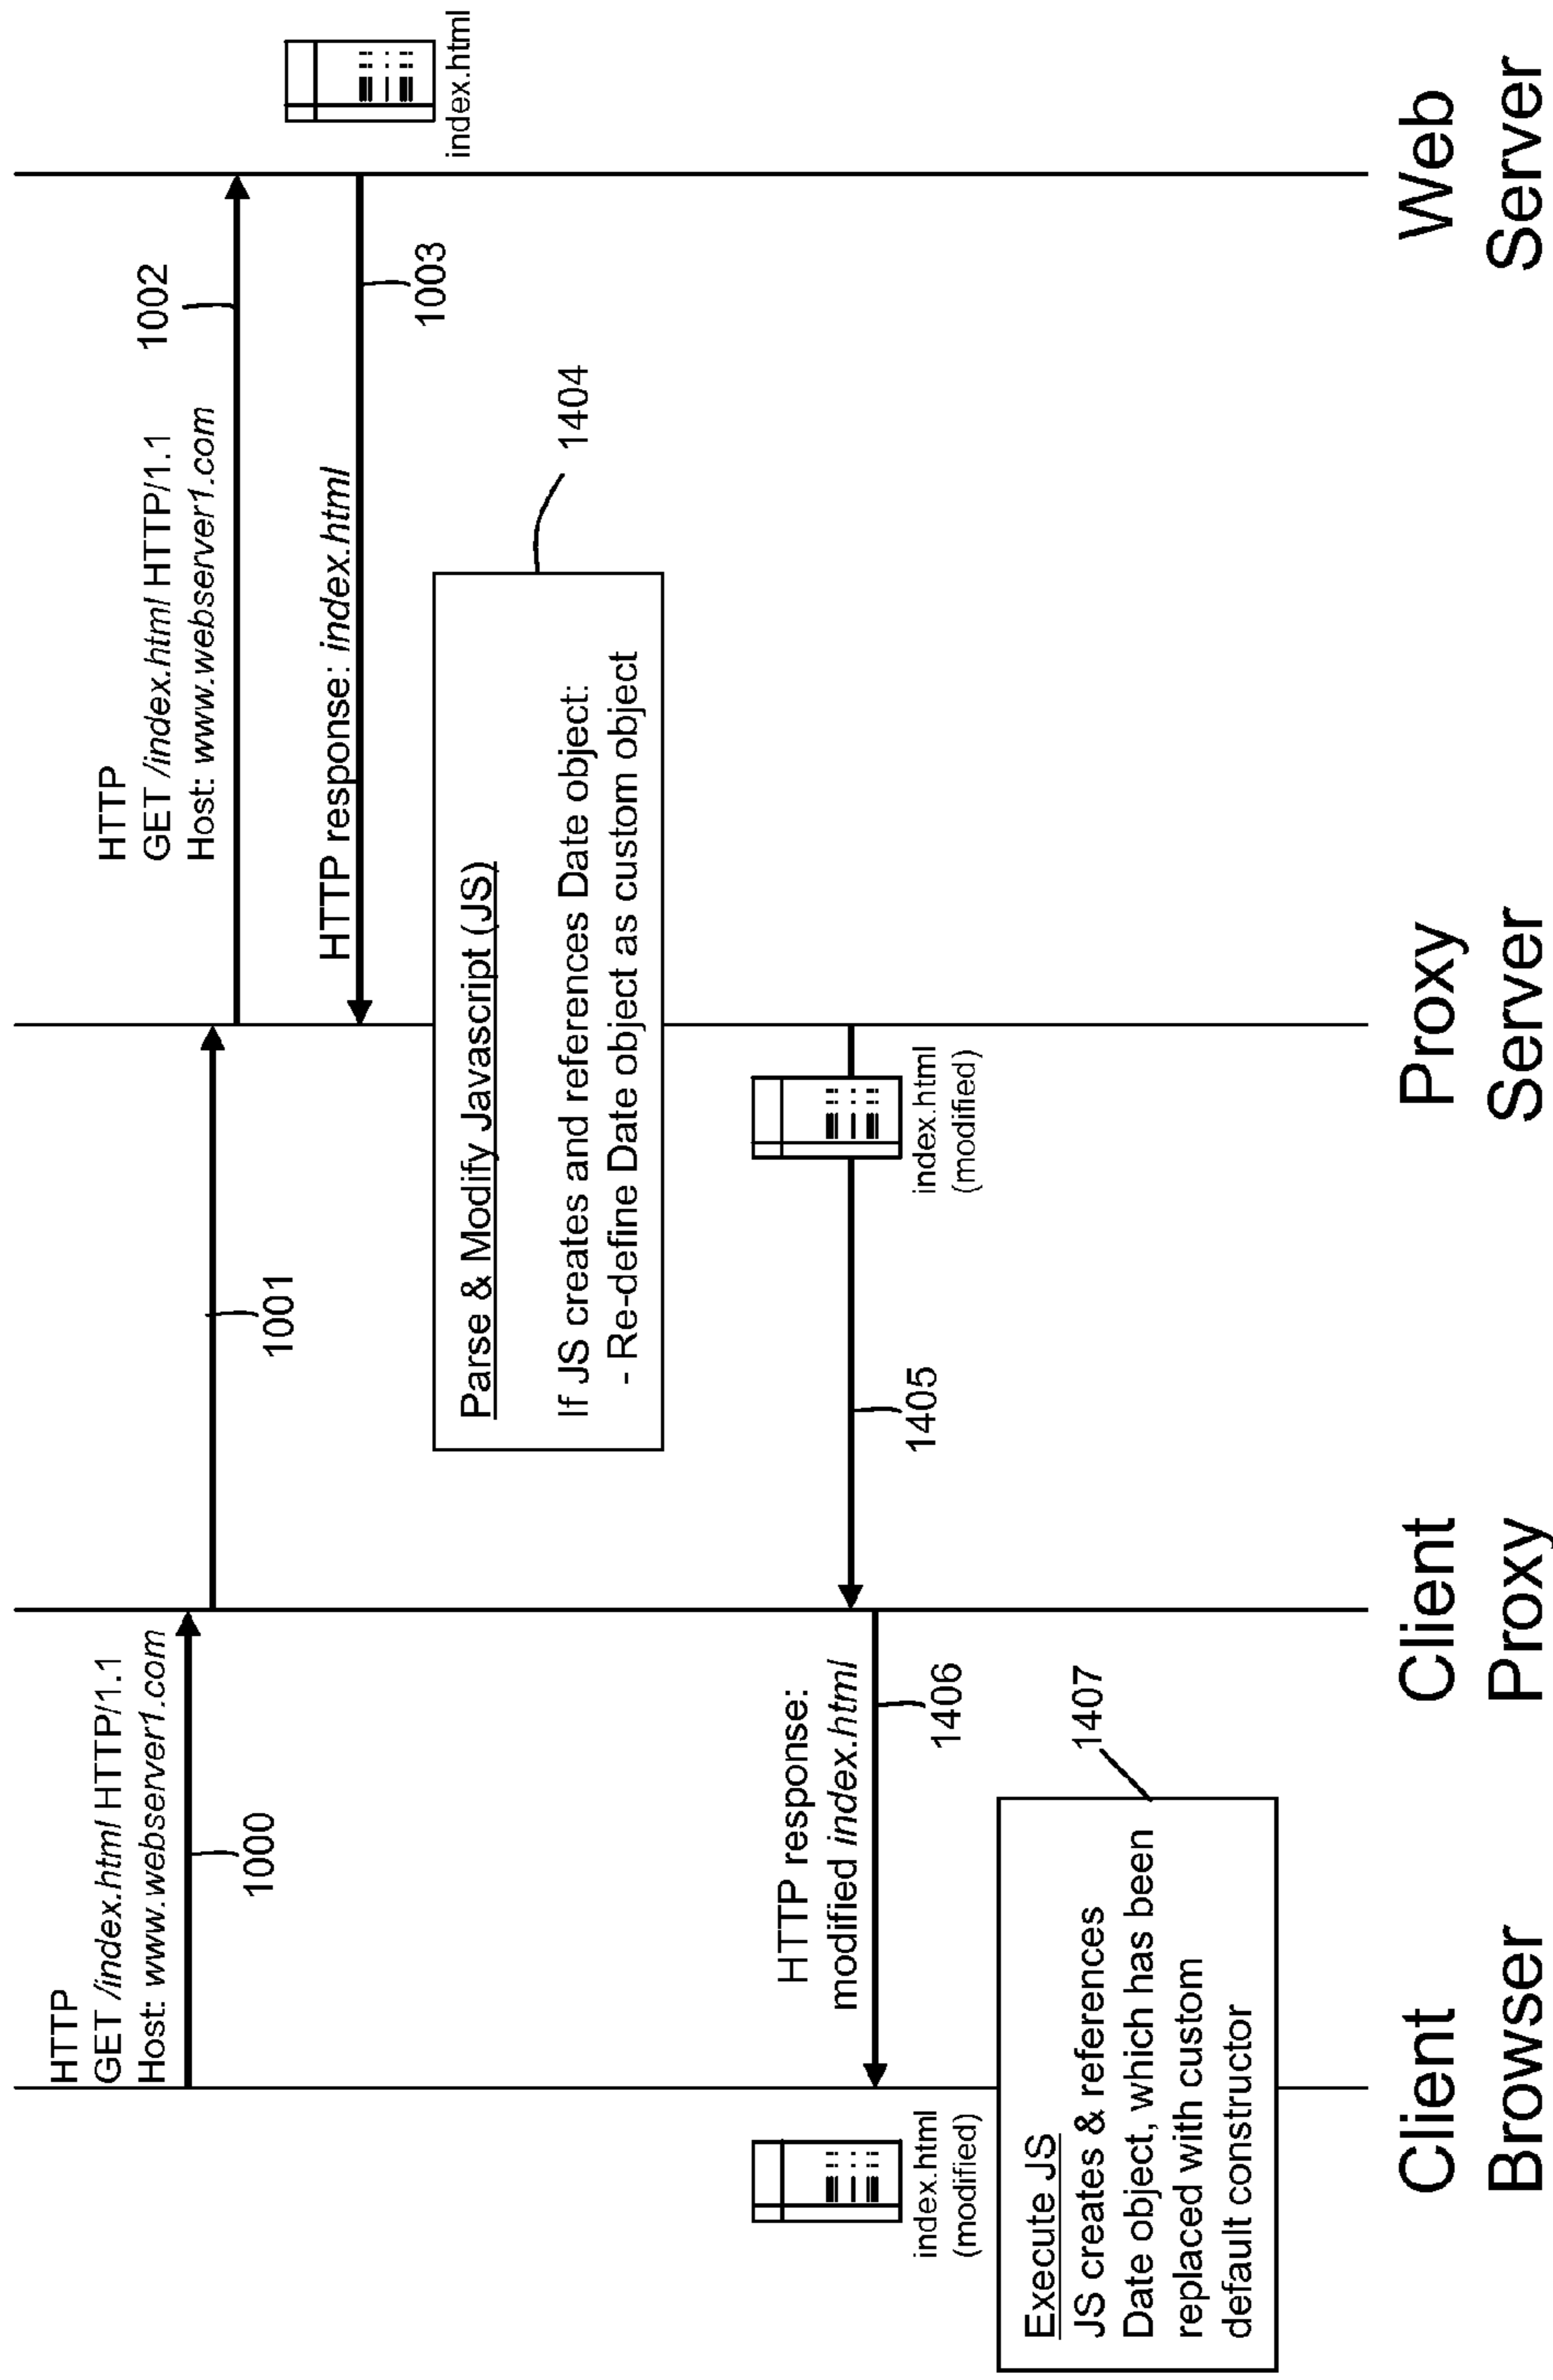 HTTP
GET /index.html HTTP/1.1
Host: www.webserver1.com
1000
1001
HTTP
GET /index.html HTTP/1.1
Host: www.webserver1.com
1002
index.html
HTTP response: index.html
1003
Parse & Modify Javascript (JS)
If JS creates and references Date object:
- Re-define Date object as custom object
1404
index.html
(modified)
1405
HTTP response:
modified index.html
1406
index.html
(modified)
Execute JS
JS creates & references
Date object, which has been
replaced with custom
default constructor
1407
Client
Browser
Client
Proxy
Proxy
Server
Web
Server